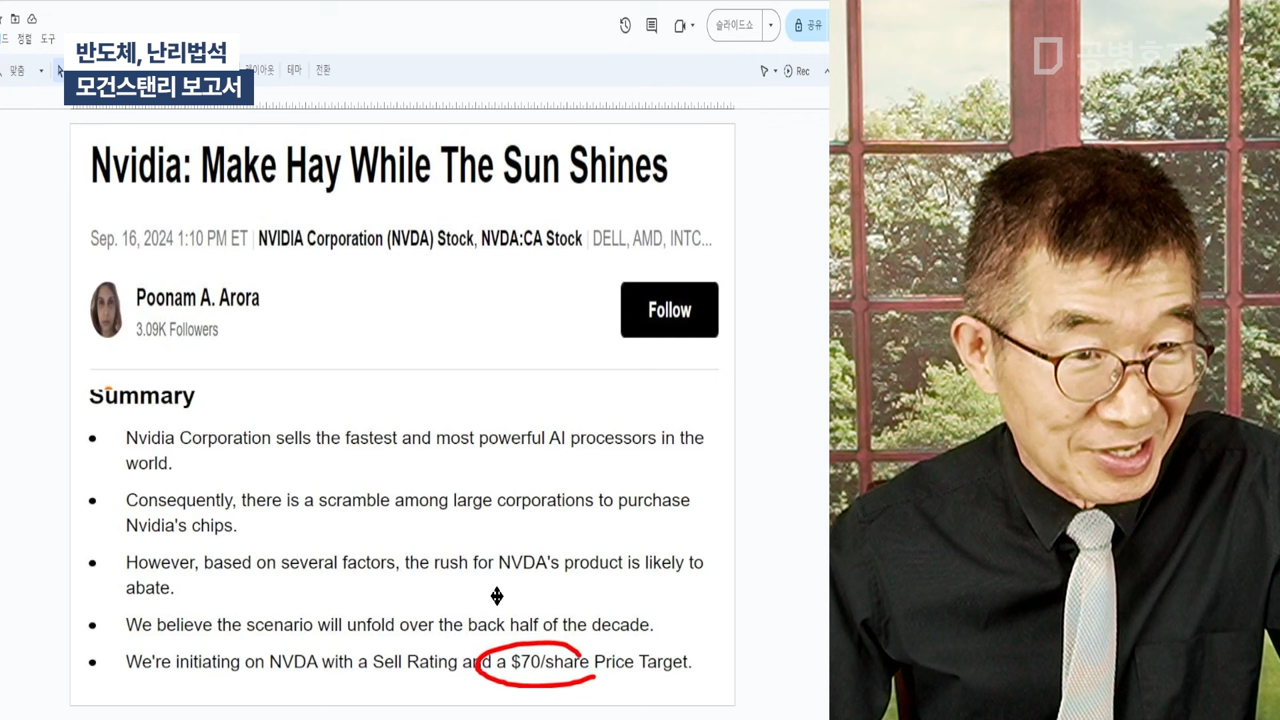 정렬 도구
슬라이드쇼
공유
반도체, 난리법석
모건스탠리 보고서
맞춤
테마
전환
Rec
Nvidia: Make Hay While The Sun Shines
Sep. 16, 2024 1:10 PM ET | NVIDIA Corporation (NVDA) Stock, NVDA:CA Stock | DELL, AMD, INTC...
Poonam A. Arora
3.09K Followers
Follow
Summary
• Nvidia Corporation sells the fastest and most powerful AI processors in the
world.
• Consequently, there is a scramble among large corporations to purchase
Nvidia's chips.
• However, based on several factors, the rush for NVDA's product is likely to
abate.
• We believe the scenario will unfold over the back half of the decade.
• We're initiating on NVDA with a Sell Rating and a $70/share Price Target.